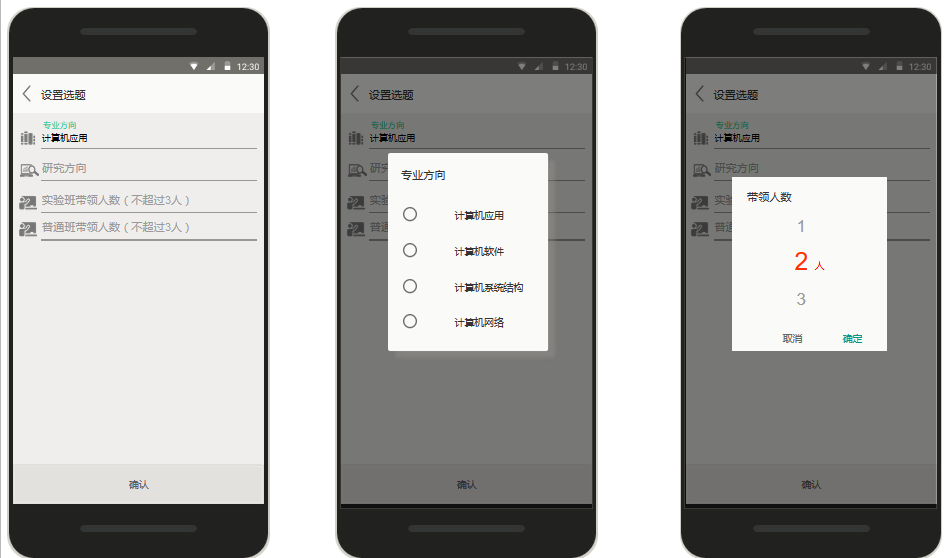 12:30
设置选题
专业方向
计算机应用
研究方向
实验班带领人数（不超过3人）
普通班带领人数（不超过3人）
确认
12:30
设置选题
专业方向
计算机应用
研究
实
普
专业方向
计算机应用
计算机软件
计算机系统结构
计算机网络
确认
12:30
设置选题
专业方向
计算机应用
研究方向
实
普
带领人数
1
2 人
3
取消
确定
确认